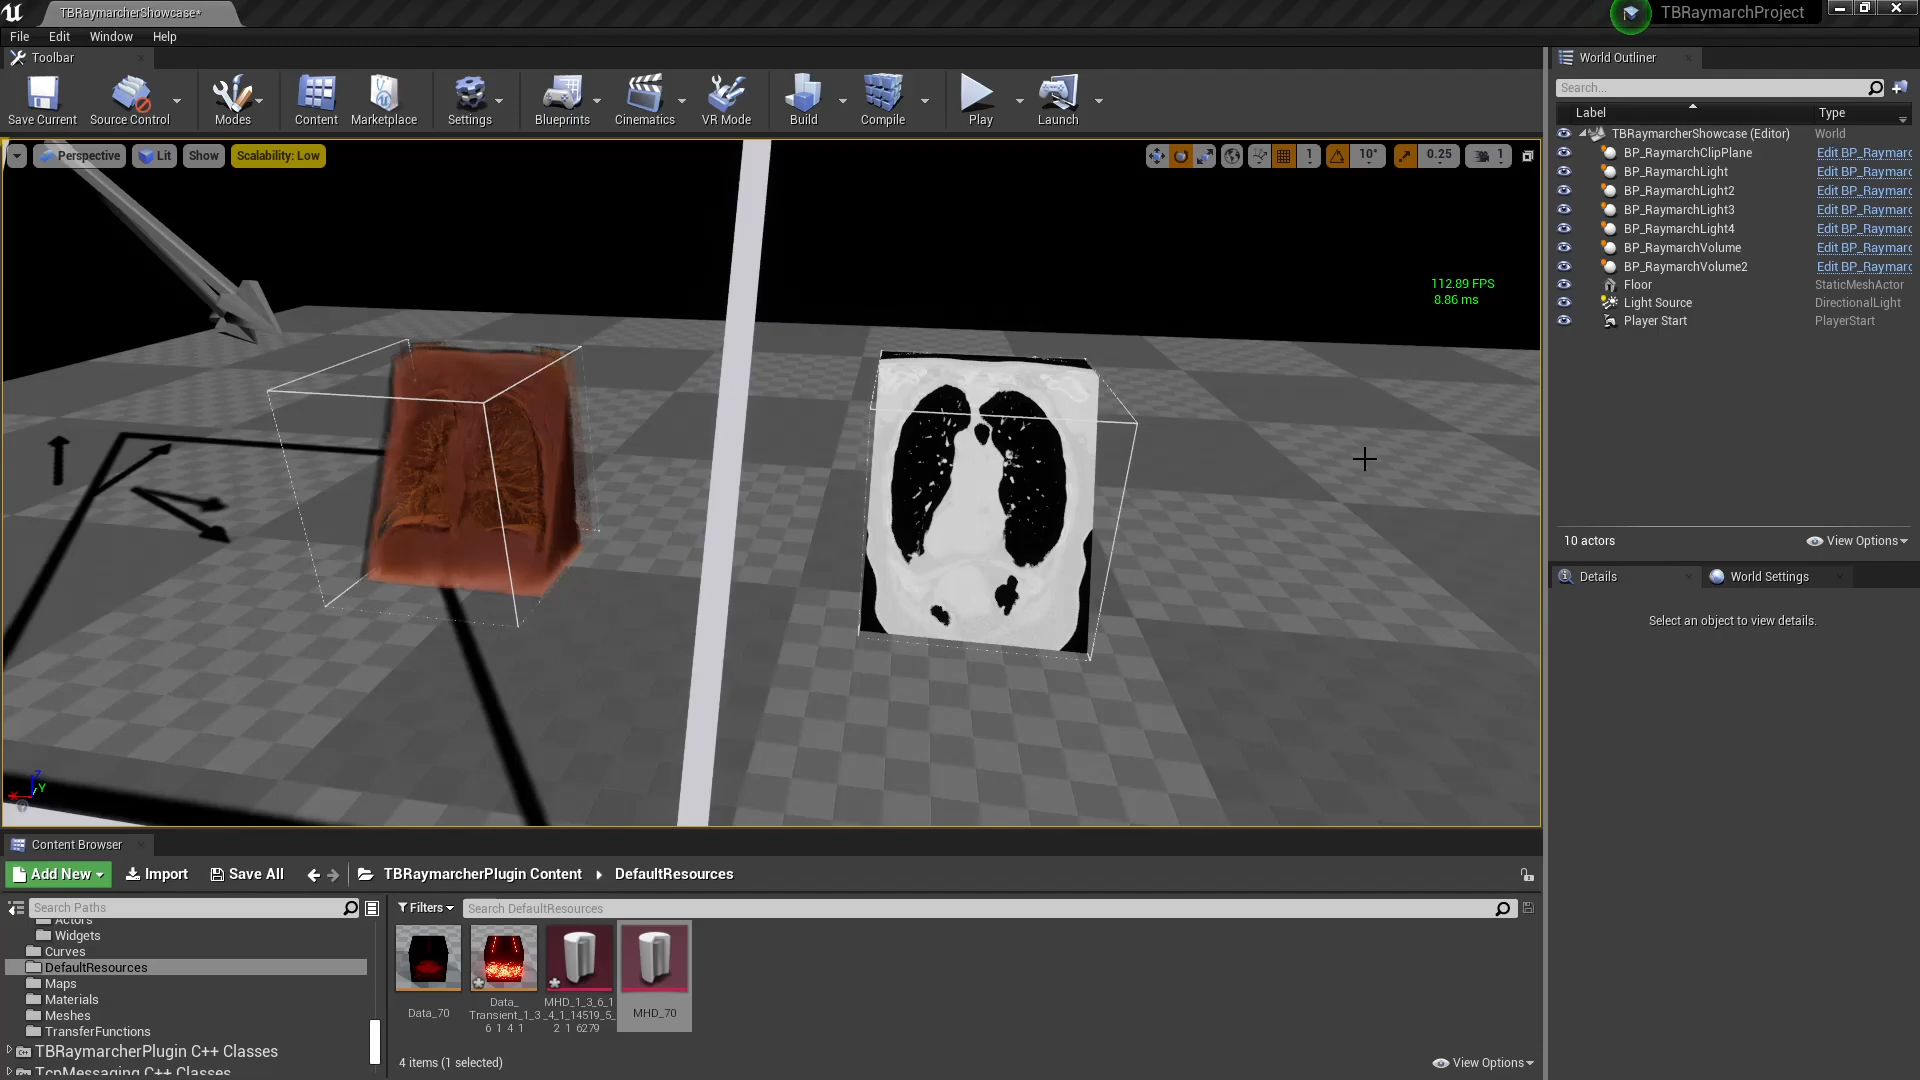 TBRaymarcherShowcase*
TBRaymarchProject
File Edit Window Help
Toolbar
World Outliner
Save Current Source Control Modes Content Marketplace Settings Blueprints Cinematics VR Mode Build Compile Play Launch
Search...
Label Type
Perspective Lit Show Scalability: Low
1 10° 0.25 1
TBRaymarcherShowcase (Editor) World
BP_RaymarchClipPlane Edit BP_Raymarc
BP_RaymarchLight Edit BP_Raymarc
BP_RaymarchLight2 Edit BP_Raymarc
BP_RaymarchLight3 Edit BP_Raymarc
BP_RaymarchLight4 Edit BP_Raymarc
BP_RaymarchVolume Edit BP_Raymarc
BP_RaymarchVolume2 Edit BP_Raymarc
Floor StaticMeshActor
Light Source DirectionalLight
Player Start PlayerStart
112.89 FPS
8.86 ms
10 actors View Options
Details World Settings
Select an object to view details.
Z
X Y
Content Browser
Add New Import Save All TBRaymarcherPlugin Content DefaultResources
Search Paths
Filters Search DefaultResources
Actors
Widgets
Curves
DefaultResources
Maps
Materials
Meshes
TransferFunctions
TBRaymarcherPlugin C++ Classes
TcpMessaging C++ Classes
Data_70
Data_
Transient_1_3_
6_1_4_1
MHD_1_3_6_1
_4_1_14519_5_
2_1_6279
MHD_70
4 items (1 selected) View Options